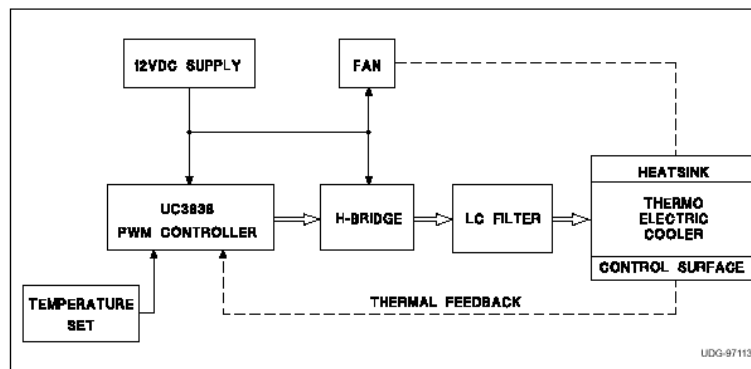 12VDC SUPPLY
FAN
UC3638
PWM CONTROLLER
H-BRIDGE
LC FILTER
HEATSINK
THERMO
ELECTRIC
COOLER
CONTROL SURFACE
TEMPERATURE
SET
THERMAL FEEDBACK
UDG-97113